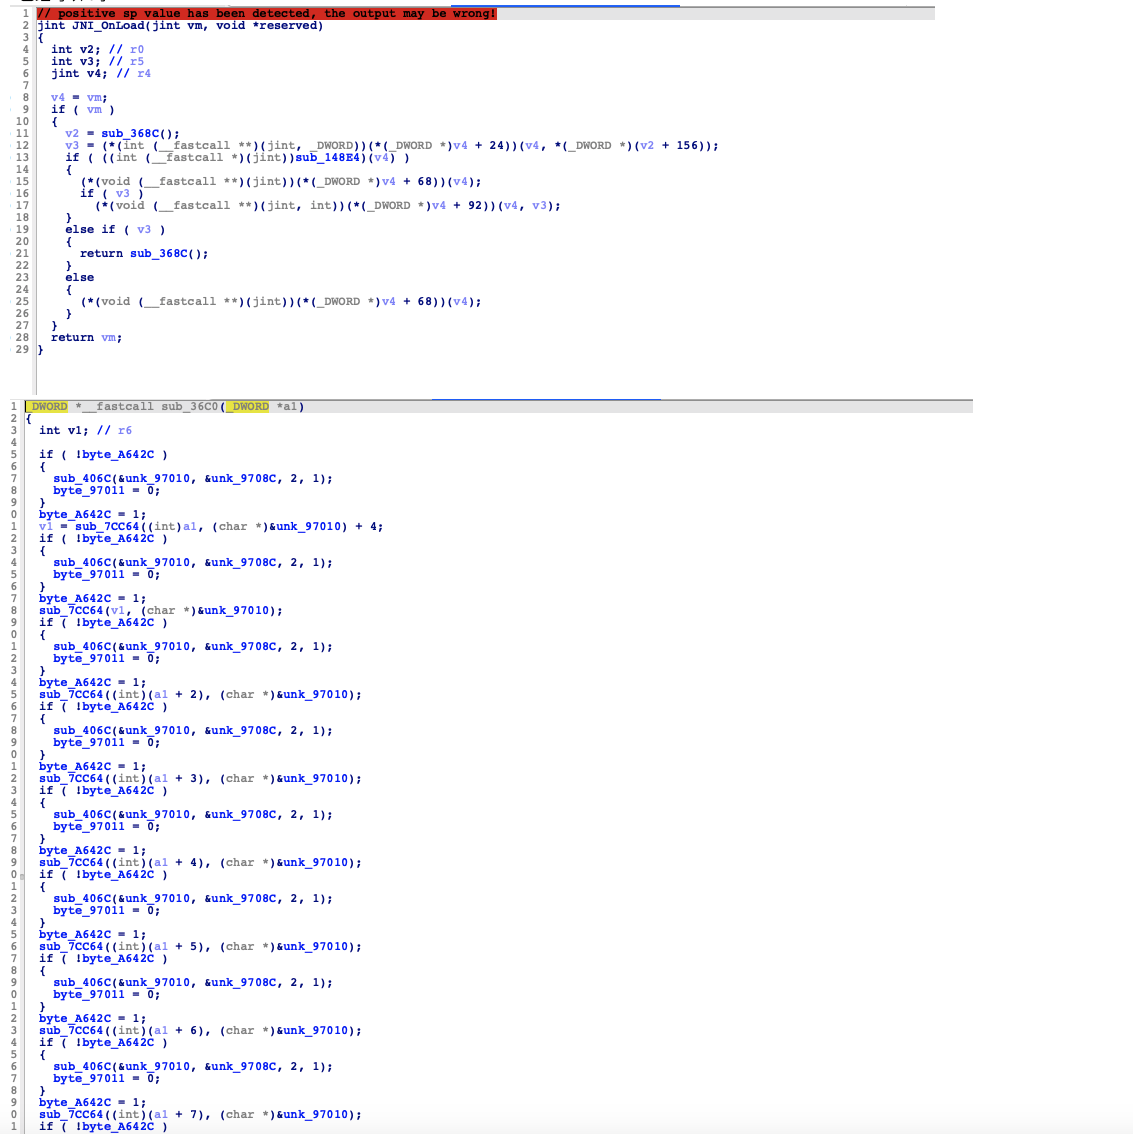 1 // positive sp value has been detected, the output may be wrong!
2 jint JNI_OnLoad(jint vm, void *reserved)
3 {
4 int v2; // r0
5 int v3; // r5
6 jint v4; // r4
7
8 v4 = vm;
9 if ( vm )
10 {
11 v2 = sub_368C();
12 v3 = (*(int (__fastcall **)(jint, _DWORD))(*(_DWORD *)v4 + 24))(v4, *(_DWORD *)(v2 + 156));
13 if ( ((int (__fastcall *)(jint))sub_148E4)(v4) )
14 {
15 (*(void (__fastcall **)(jint))(*(_DWORD *)v4 + 68))(v4);
16 if ( v3 )
17 (*(void (__fastcall **)(jint, int))(*(_DWORD *)v4 + 92))(v4, v3);
18 }
19 else if ( v3 )
20 {
21 return sub_368C();
22 }
23 else
24 {
25 (*(void (__fastcall **)(jint))(*(_DWORD *)v4 + 68))(v4);
26 }
27 }
28 return vm;
29 }
1 _DWORD *__fastcall sub_36C0(_DWORD *a1)
2 {
3 int v1; // r6
4
5 if ( !byte_A642C )
6 {
7 sub_406C(&unk_97010, &unk_9708C, 2, 1);
8 byte_97011 = 0;
9 }
0 byte_A642C = 1;
1 v1 = sub_7CC64((int)a1, (char *)&unk_97010) + 4;
2 if ( !byte_A642C )
3 {
4 sub_406C(&unk_97010, &unk_9708C, 2, 1);
5 byte_97011 = 0;
6 }
7 byte_A642C = 1;
8 sub_7CC64(v1, (char *)&unk_97010);
9 if ( !byte_A642C )
0 {
1 sub_406C(&unk_97010, &unk_9708C, 2, 1);
2 byte_97011 = 0;
3 }
4 byte_A642C = 1;
5 sub_7CC64((int)(a1 + 2), (char *)&unk_97010);
6 if ( !byte_A642C )
7 {
8 sub_406C(&unk_97010, &unk_9708C, 2, 1);
9 byte_97011 = 0;
0 }
1 byte_A642C = 1;
2 sub_7CC64((int)(a1 + 3), (char *)&unk_97010);
3 if ( !byte_A642C )
4 {
5 sub_406C(&unk_97010, &unk_9708C, 2, 1);
6 byte_97011 = 0;
7 }
8 byte_A642C = 1;
9 sub_7CC64((int)(a1 + 4), (char *)&unk_97010);
0 if ( !byte_A642C )
1 {
2 sub_406C(&unk_97010, &unk_9708C, 2, 1);
3 byte_97011 = 0;
4 }
5 byte_A642C = 1;
6 sub_7CC64((int)(a1 + 5), (char *)&unk_97010);
7 if ( !byte_A642C )
8 {
9 sub_406C(&unk_97010, &unk_9708C, 2, 1);
0 byte_97011 = 0;
1 }
2 byte_A642C = 1;
3 sub_7CC64((int)(a1 + 6), (char *)&unk_97010);
4 if ( !byte_A642C )
5 {
6 sub_406C(&unk_97010, &unk_9708C, 2, 1);
7 byte_97011 = 0;
8 }
9 byte_A642C = 1;
0 sub_7CC64((int)(a1 + 7), (char *)&unk_97010);
1 if ( !byte_A642C )